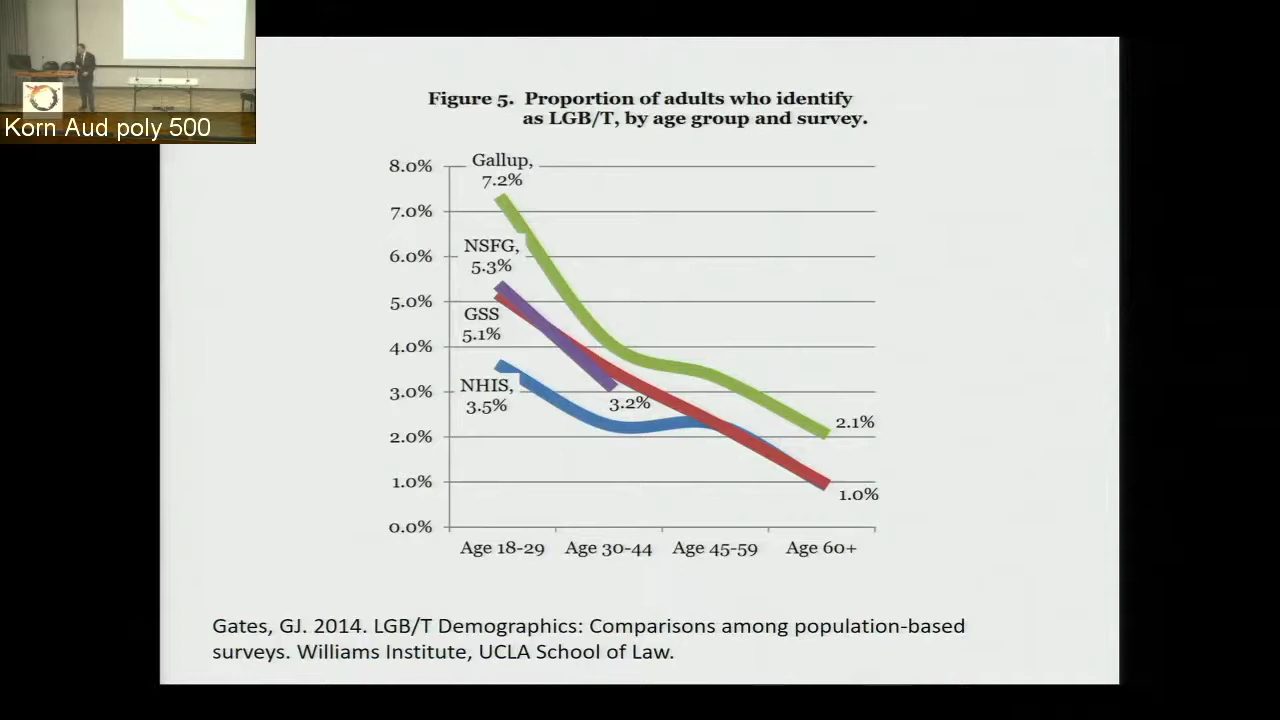 Korn Aud poly 500
Figure 5. Proportion of adults who identify
as LGB/T, by age group and survey.
8.0%
7.0%
6.0%
5.0%
4.0%
3.0%
2.0%
1.0%
0.0%
Gallup,
7.2%
NSFG,
5.3%
GSS
5.1%
NHIS,
3.5%
3.2%
2.1%
1.0%
Age 18-29
Age 30-44
Age 45-59
Age 60+
Gates, GJ. 2014. LGB/T Demographics: Comparisons among population-based
surveys. Williams Institute, UCLA School of Law.